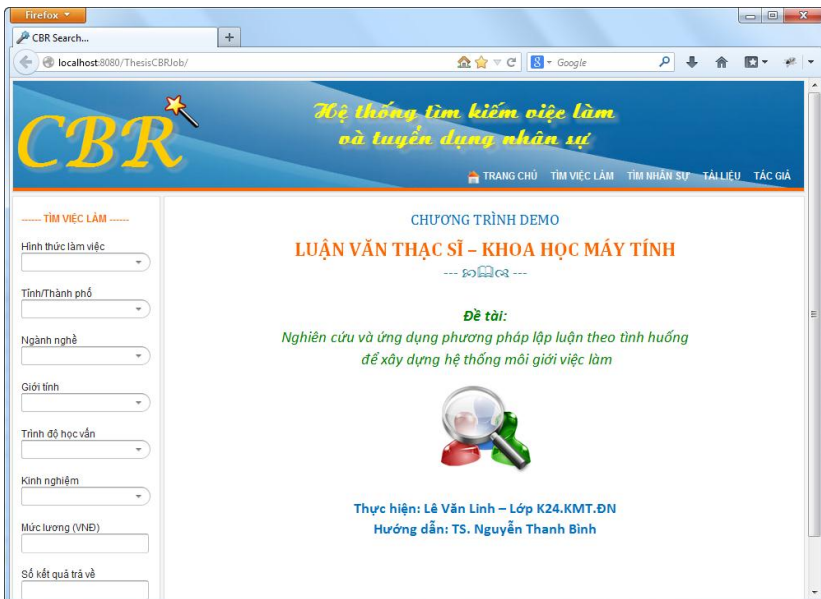 Firefox
CBR Search...
localhost:8080/ThesisCBRJob/
Google
CBR
Hệ thống tìm kiếm việc làm
và tuyển dụng nhân sự
TRANG CHỦ TÌM VIỆC LÀM TÌM NHÂN SỰ TÀI LIỆU TÁC GIẢ
------ TÌM VIỆC LÀM ------
Hình thức làm việc
Tỉnh/Thành phố
Ngành nghề
Giới tính
Trình độ học vấn
Kinh nghiệm
Mức lương (VNĐ)
Số kết quả trả về
CHƯƠNG TRÌNH DEMO
LUẬN VĂN THẠC SĨ – KHOA HỌC MÁY TÍNH
Đề tài:
Nghiên cứu và ứng dụng phương pháp lập luận theo tình huống
để xây dựng hệ thống môi giới việc làm
Thực hiện: Lê Văn Linh – Lớp K24.KMT.ĐN
Hướng dẫn: TS. Nguyễn Thanh Bình